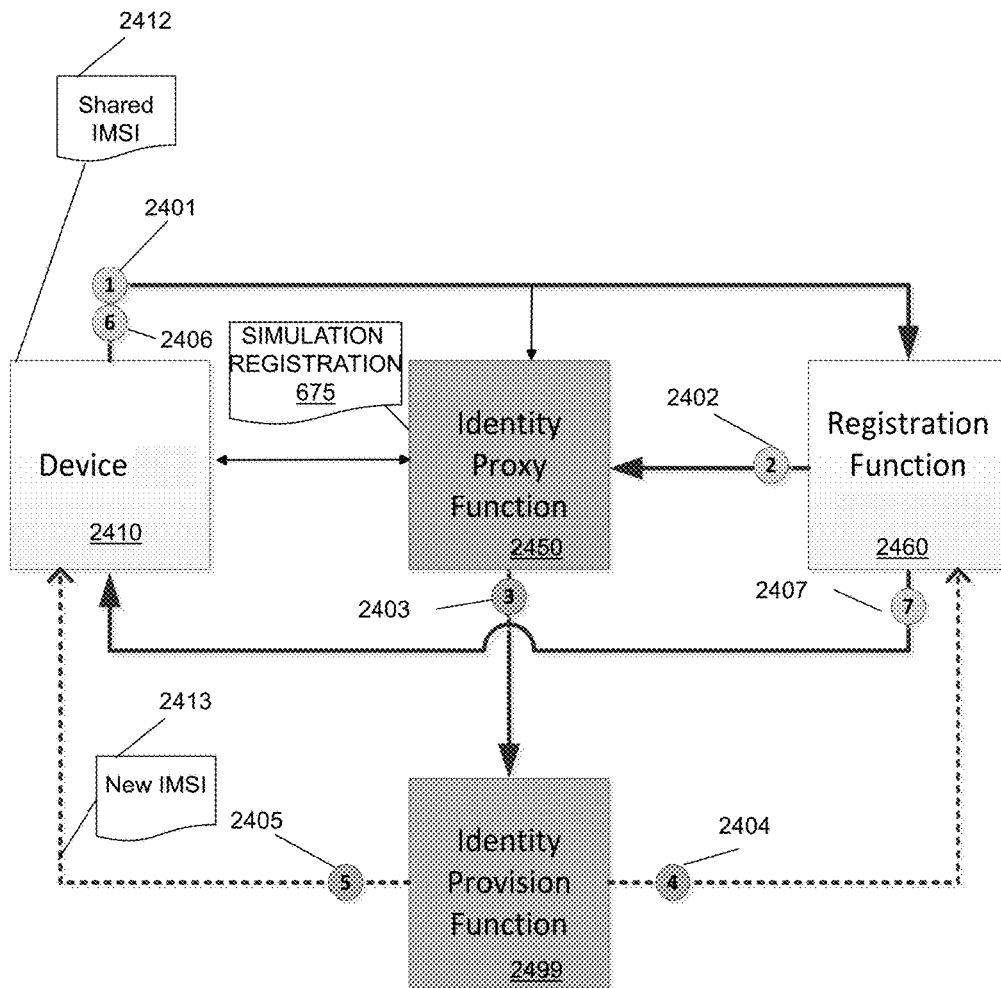 2412
Shared
IMSI
2401
1
6
2406
SIMULATION
REGISTRATION
675
2402
Device
2410
Identity
Proxy
Function
2450
2
Registration
Function
2460
2403
3
2407
7
2413
New IMSI
2405
5
Identity
Provision
Function
2499
2404
4